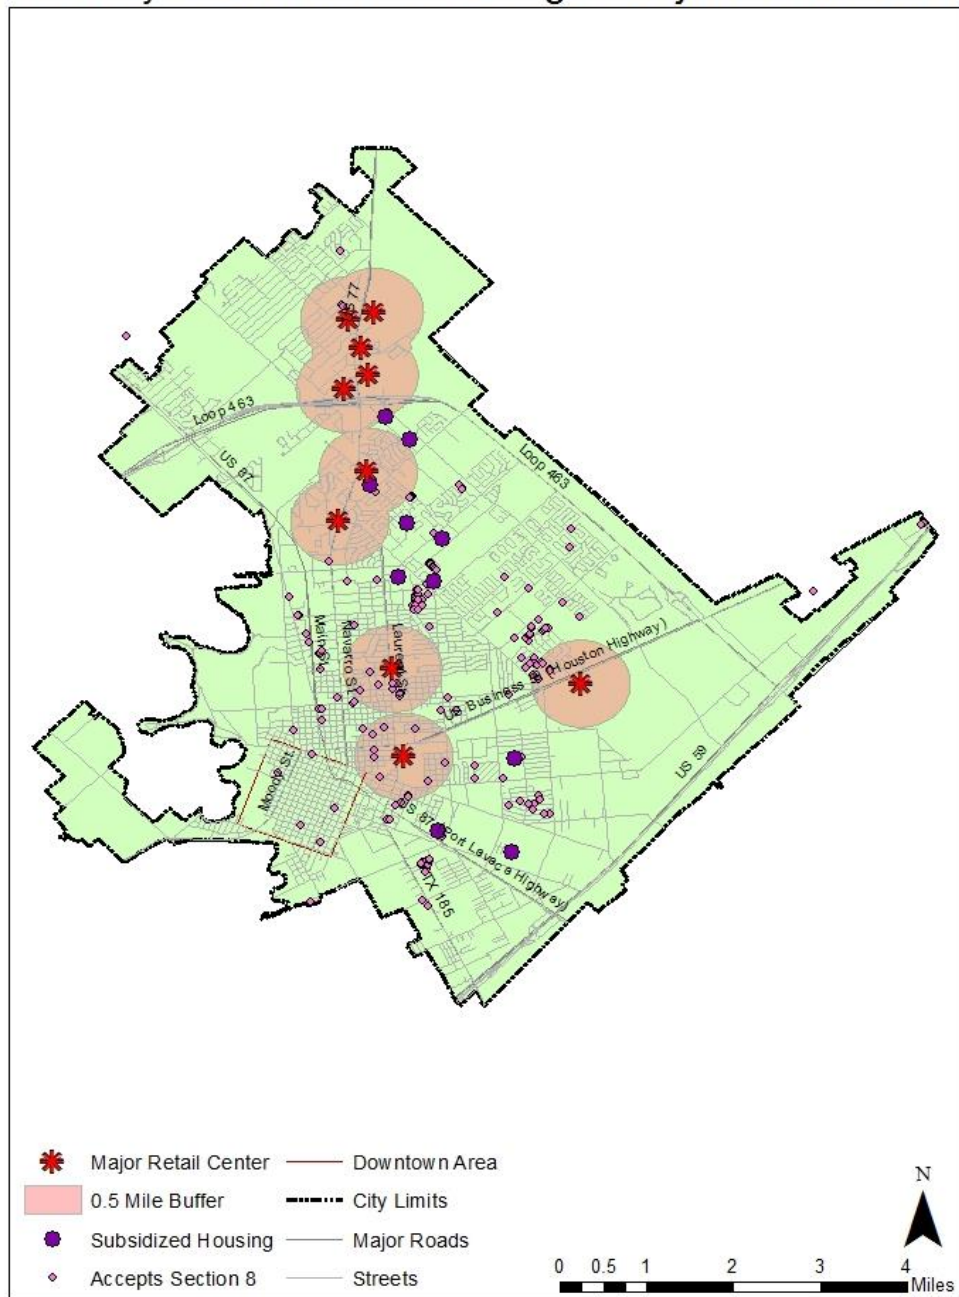 US 77
Loop 463
US 87
Loop 463
Main St.
Navarro St.
Laurent St.
US Business 59 (Houston Highway)
US 59
Moody St.
US 87 (Port Lavaca Highway)
TX 185
Major Retail Center
Downtown Area
0.5 Mile Buffer
City Limits
Subsidized Housing
Major Roads
Accepts Section 8
Streets
N
0 0.5 1 2 3 4
Miles